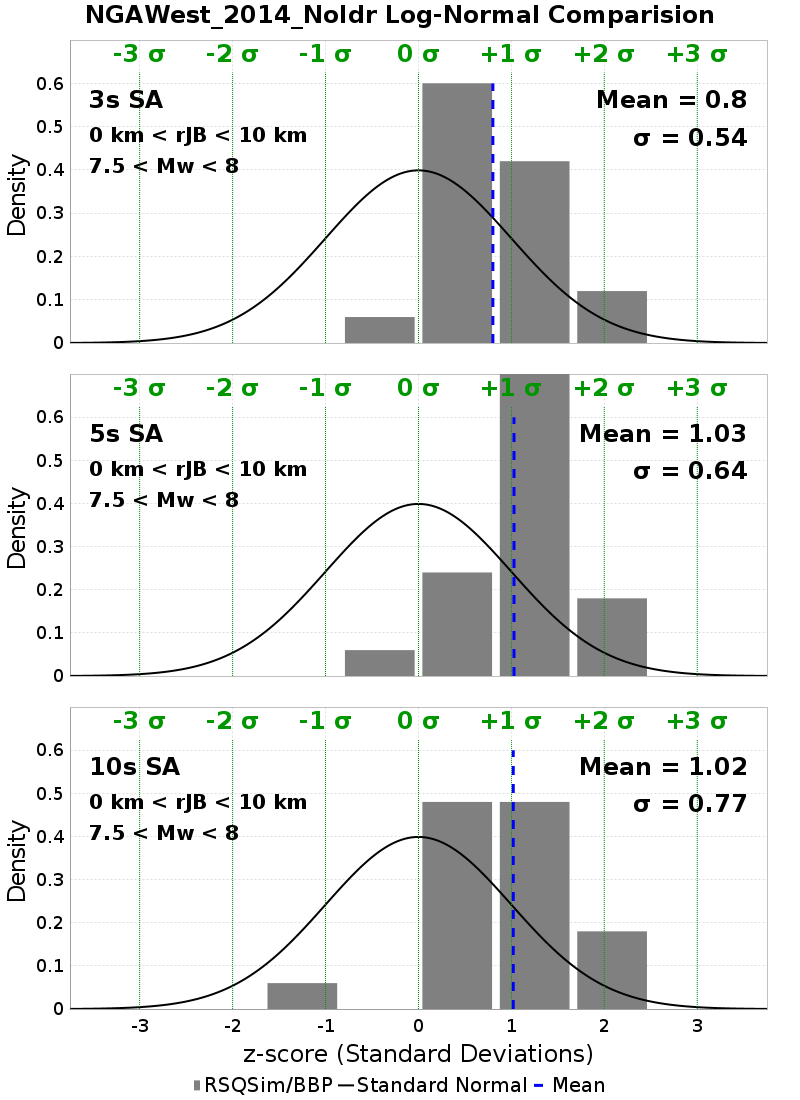 NGAWest_2014_NoIdr Log-Normal Comparision
-3 σ -2 σ -1 σ 0 σ +1 σ +2 σ +3 σ
3s SA
0 km < rJB < 10 km
7.5 < Mw < 8
Mean = 0.8
σ = 0.54
Density
0.6
0.5
0.4
0.3
0.2
0.1
0
-3 σ -2 σ -1 σ 0 σ +1 σ +2 σ +3 σ
5s SA
0 km < rJB < 10 km
7.5 < Mw < 8
Mean = 1.03
σ = 0.64
Density
0.6
0.5
0.4
0.3
0.2
0.1
0
-3 σ -2 σ -1 σ 0 σ +1 σ +2 σ +3 σ
10s SA
0 km < rJB < 10 km
7.5 < Mw < 8
Mean = 1.02
σ = 0.77
Density
0.6
0.5
0.4
0.3
0.2
0.1
0
-3 -2 -1 0 1 2 3
z-score (Standard Deviations)
RSQSim/BBP Standard Normal Mean